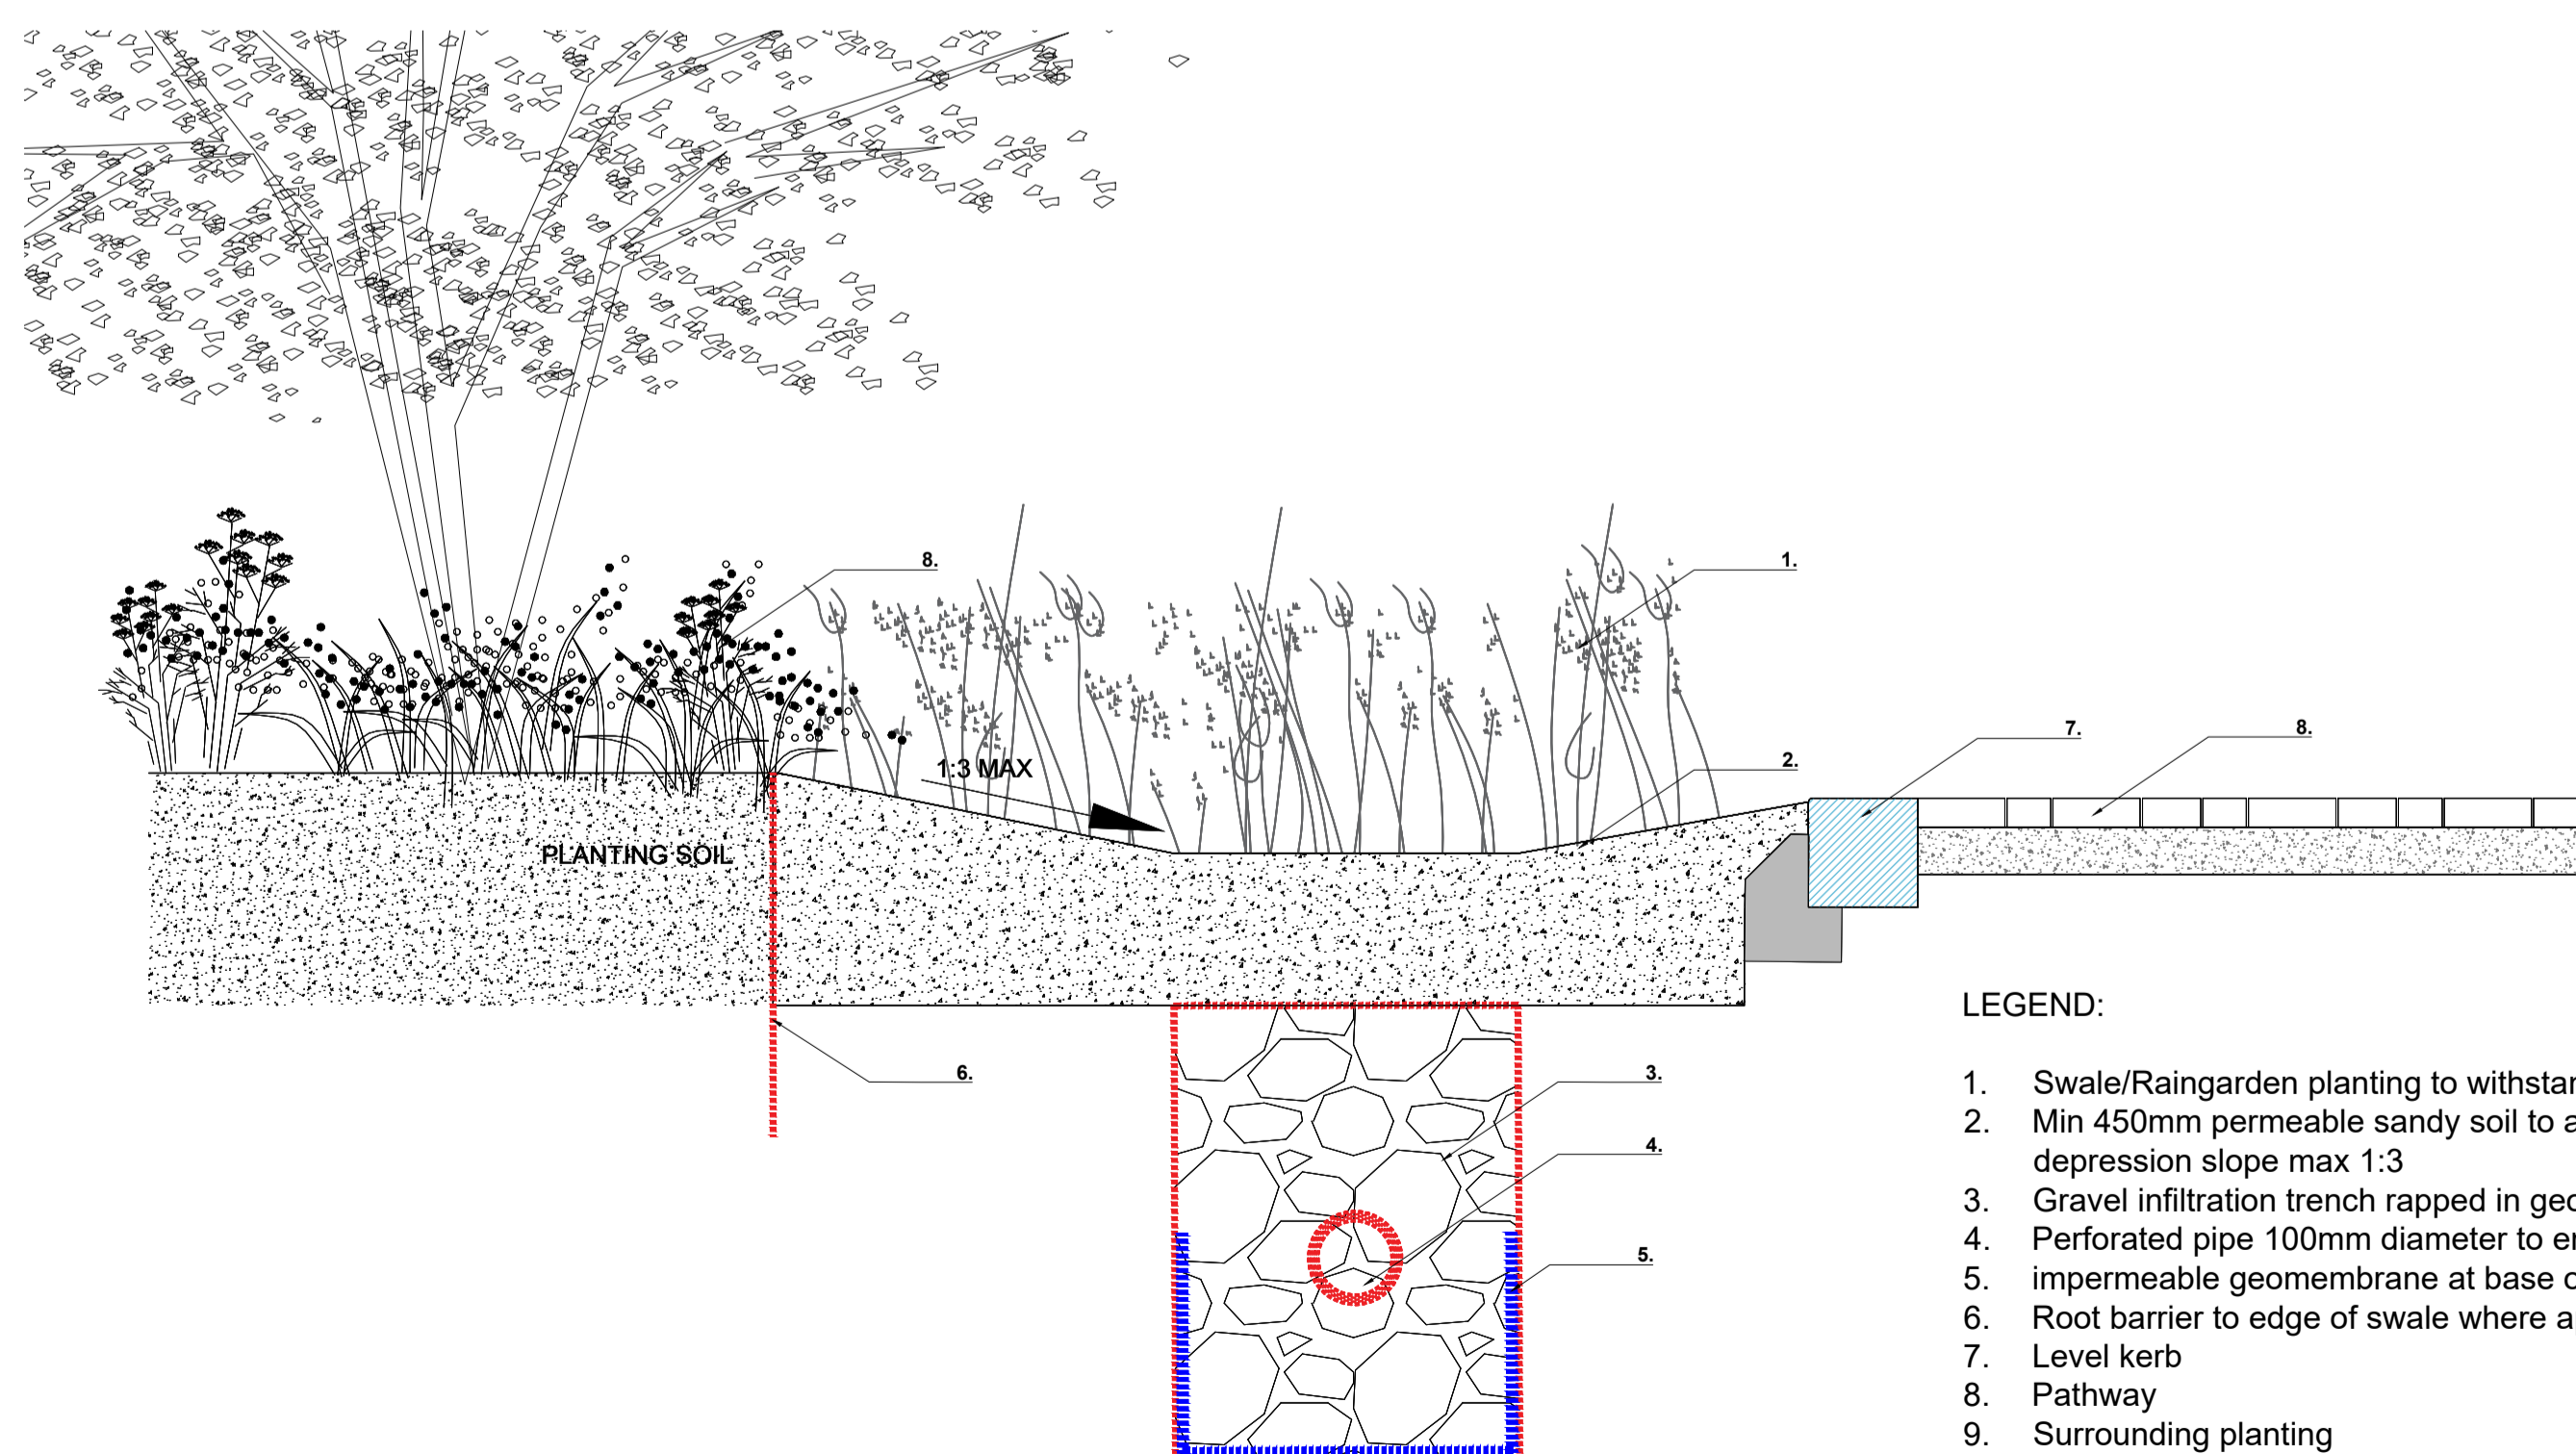 8.
1.
7.
8.
1:3 MAX
2.
PLANTING SOIL
6.
3.
4.
5.
LEGEND:
1. Swale/Raingarden planting to
2. Min 450mm permeable sandy soil to
depression slope max 1:3
3. Gravel infiltration trench rapped in
4. Perforated pipe 100mm diameter to
5. impermeable geomembrane at base
6. Root barrier to edge of swale where
7. Level kerb
8. Pathway
9. Surrounding planting